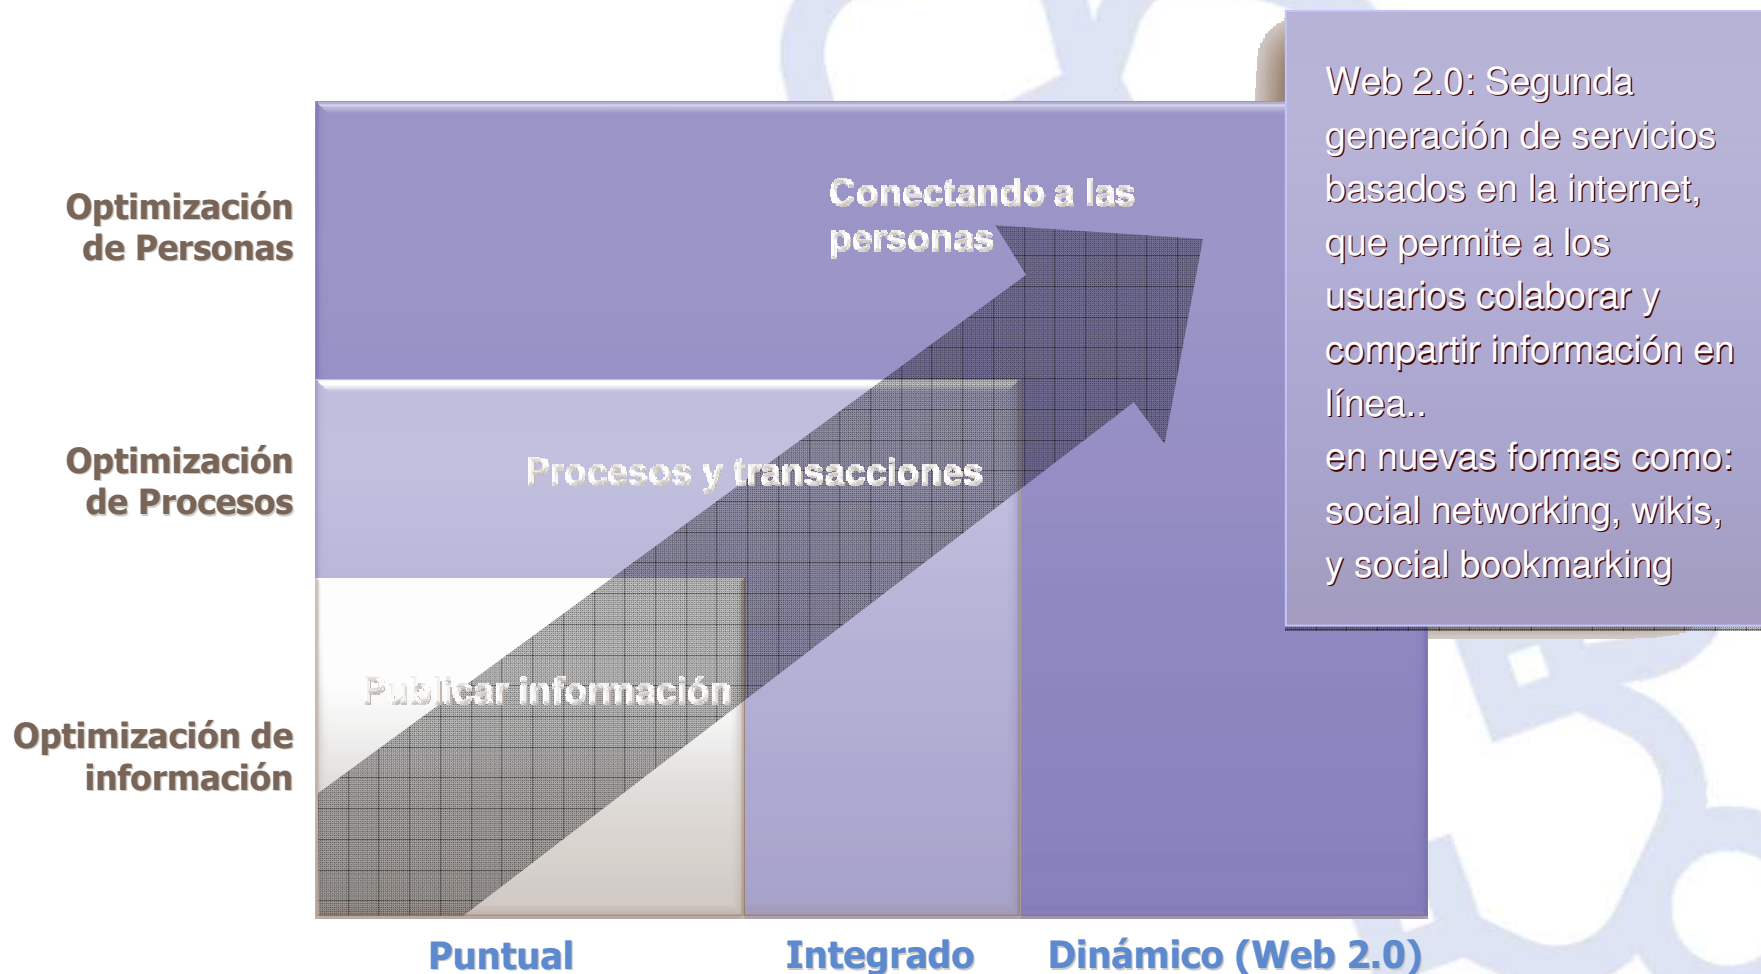 Web 2.0: Segunda
generación de servicios
basados en la internet,
que permite a los
usuarios colaborar y
compartir información en
línea..
en nuevas formas como:
social networking, wikis,
y social bookmarking
Conectando a las
personas
Optimización
de Personas
Procesos y transacciones
Optimización
de Procesos
Publicar información
Optimización de
información
Puntual
Integrado
Dinámico (Web 2.0)